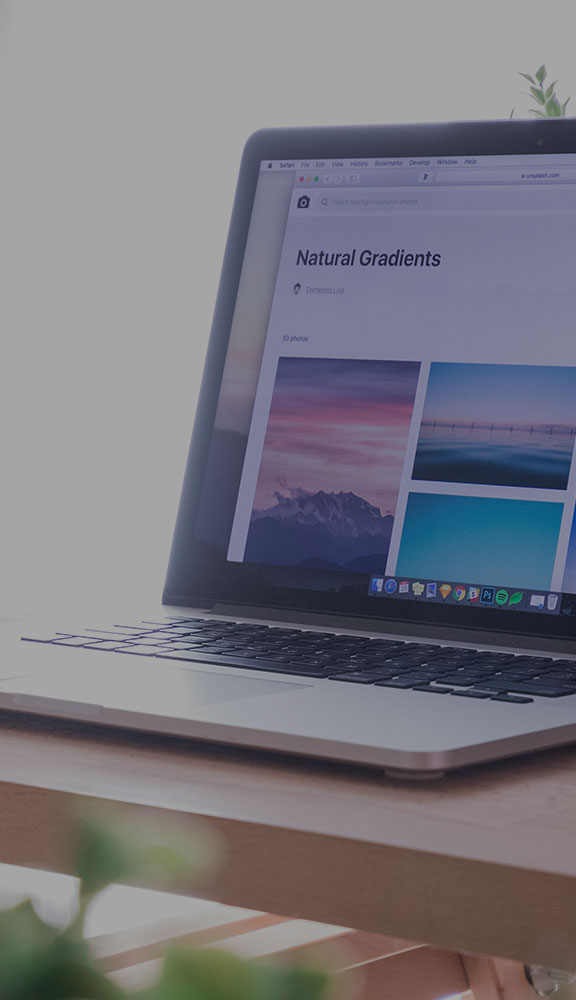 Safari File Edit View History Bookmarks Develop Window Help
unsplash.com
Search free high-resolution photos
Natural Gradients
Domenico Loia
33 photos
Ps